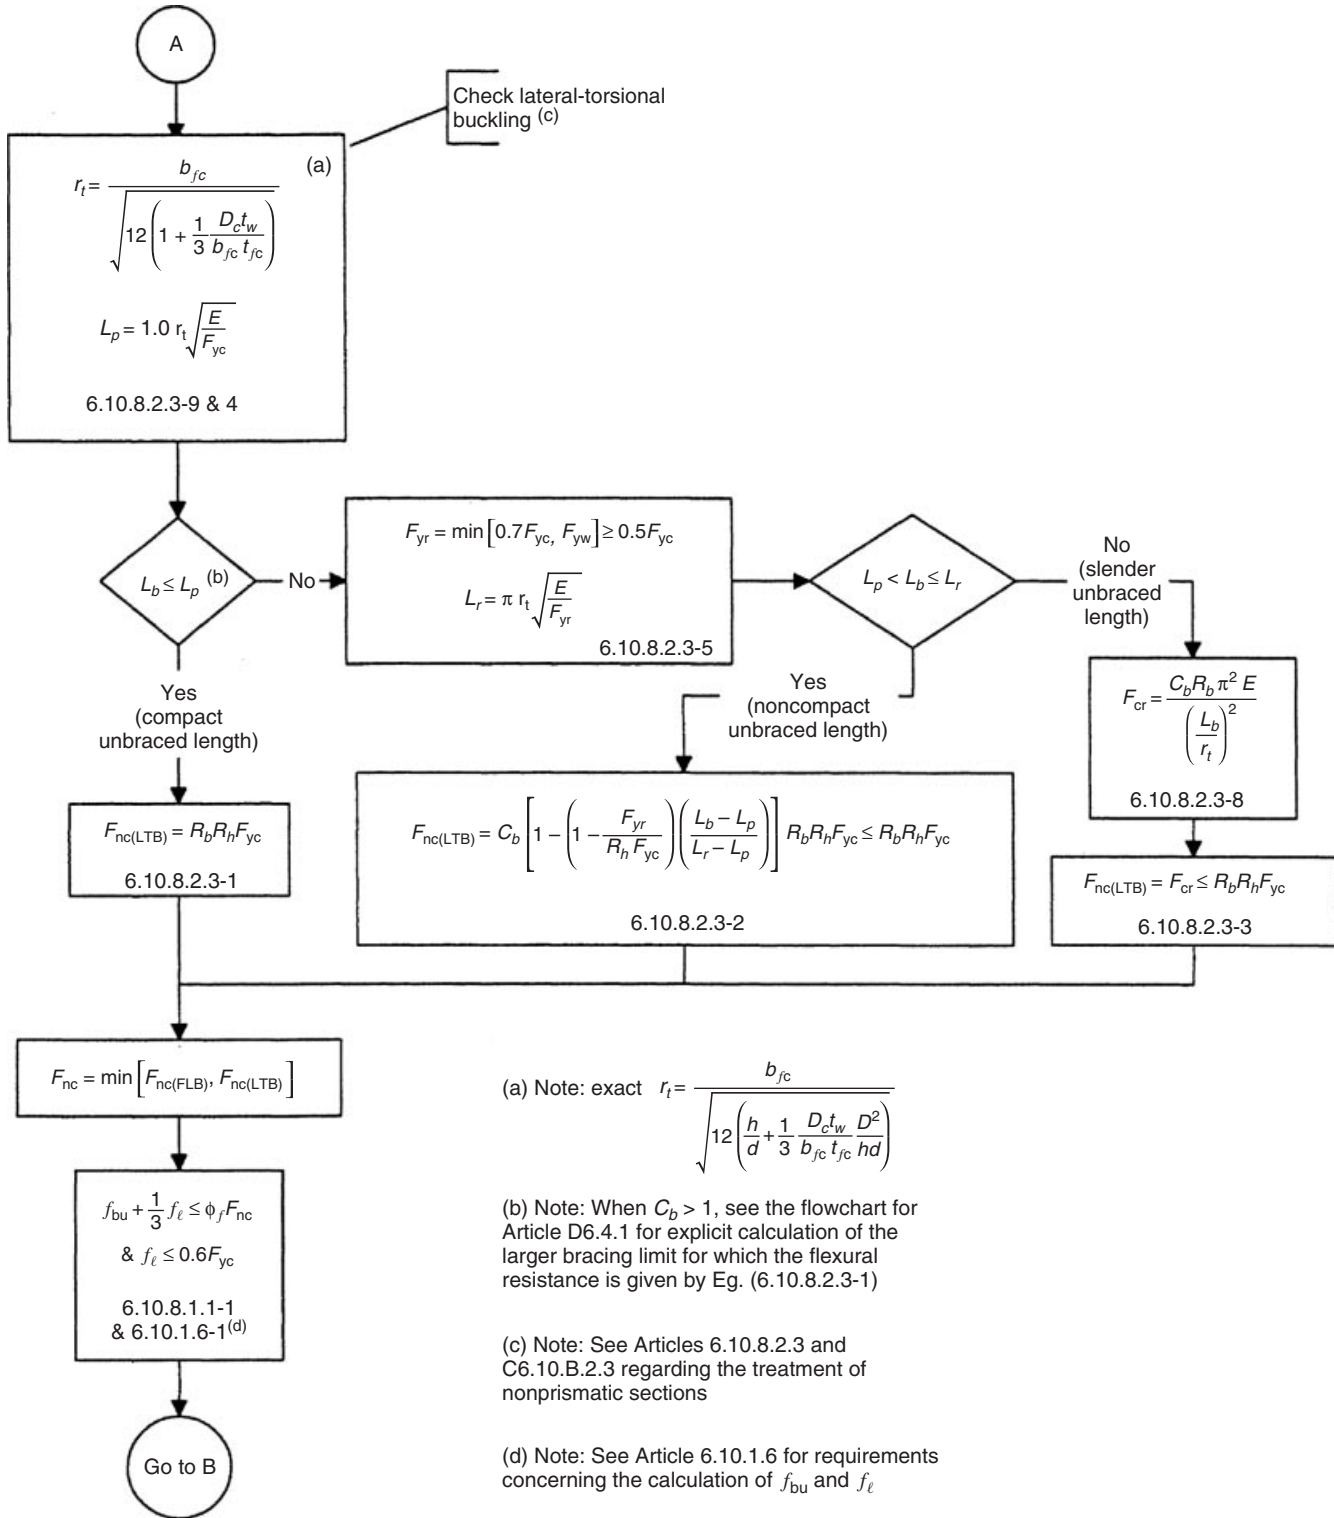 A
Check lateral-torsional
buckling (c)
(a)
r_t = b_fc / √(12 (1 + 1/3 D_c t_w / b_fc t_fc))
L_p = 1.0 r_t √(E / F_yc)
6.10.8.2.3-9 & 4
L_b ≤ L_p (b)
No
F_yr = min [0.7F_yc, F_yw] ≥ 0.5F_yc
L_r = π r_t √(E / F_yr)
6.10.8.2.3-5
L_p < L_b ≤ L_r
No
(slender
unbraced
length)
Yes
(compact
unbraced length)
Yes
(noncompact
unbraced length)
F_cr = C_b R_b π² E / (L_b / r_t)²
6.10.8.2.3-8
F_nc(LTB) = R_b R_h F_yc
6.10.8.2.3-1
F_nc(LTB) = C_b [1 − (1 − F_yr / R_h F_yc) (L_b − L_p / L_r − L_p)] R_b R_h F_yc ≤ R_b R_h F_yc
6.10.8.2.3-2
F_nc(LTB) = F_cr ≤ R_b R_h F_yc
6.10.8.2.3-3
F_nc = min [F_nc(FLB), F_nc(LTB)]
f_bu + 1/3 f_ℓ ≤ ϕ_f F_nc
& f_ℓ ≤ 0.6F_yc
6.10.8.1.1-1
& 6.10.1.6-1(d)
Go to B
(a) Note: exact r_t = b_fc / √(12 (h/d + 1/3 D_c t_w / b_fc t_fc D² / hd))
(b) Note: When C_b > 1, see the flowchart for
Article D6.4.1 for explicit calculation of the
larger bracing limit for which the flexural
resistance is given by Eg. (6.10.8.2.3-1)
(c) Note: See Articles 6.10.8.2.3 and
C6.10.B.2.3 regarding the treatment of
nonprismatic sections
(d) Note: See Article 6.10.1.6 for requirements
concerning the calculation of f_bu and f_ℓ